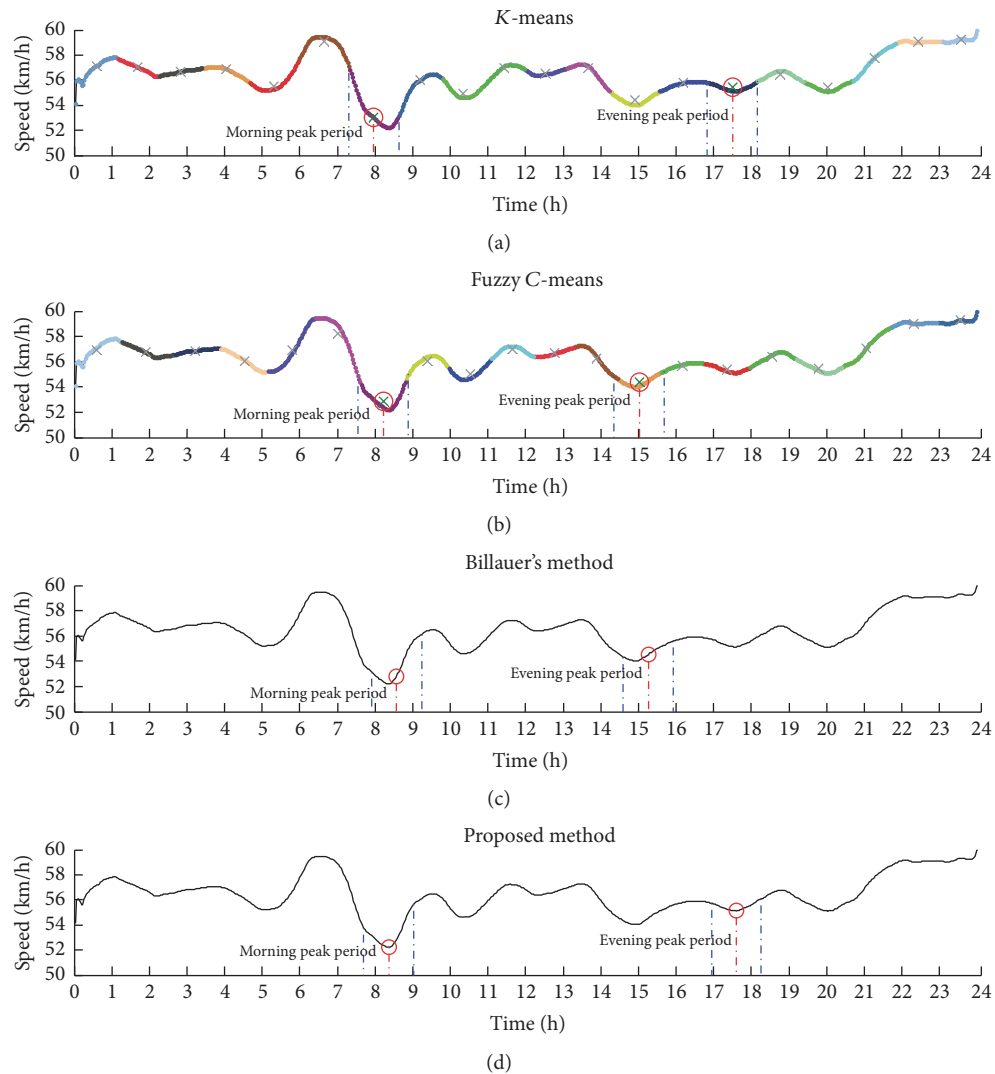 K-means
Speed (km/h)
60
58
56
54
52
50
Morning peak period
Evening peak period
0 1 2 3 4 5 6 7 8 9 10 11 12 13 14 15 16 17 18 19 20 21 22 23 24
Time (h)
(a)
Fuzzy C-means
Speed (km/h)
60
58
56
54
52
50
Morning peak period
Evening peak period
0 1 2 3 4 5 6 7 8 9 10 11 12 13 14 15 16 17 18 19 20 21 22 23 24
Time (h)
(b)
Billauer's method
Speed (km/h)
60
58
56
54
52
50
Morning peak period
Evening peak period
0 1 2 3 4 5 6 7 8 9 10 11 12 13 14 15 16 17 18 19 20 21 22 23 24
Time (h)
(c)
Proposed method
Speed (km/h)
60
58
56
54
52
50
Morning peak period
Evening peak period
0 1 2 3 4 5 6 7 8 9 10 11 12 13 14 15 16 17 18 19 20 21 22 23 24
Time (h)
(d)